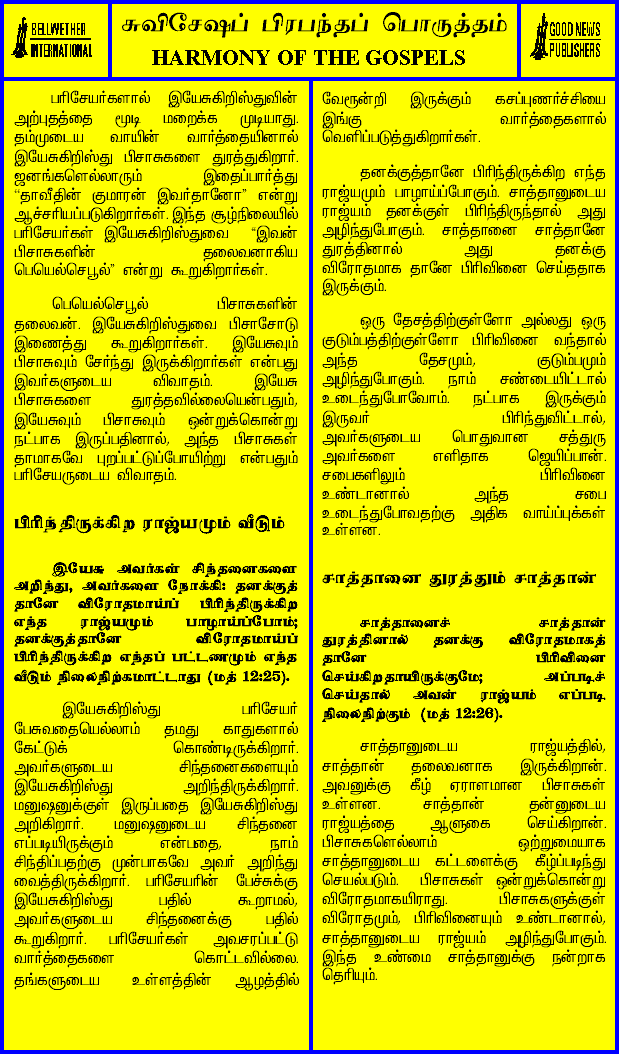 BELLWETHER
INTERNATIONAL
சுவிசேஷப் பிரபந்தப் பொருத்தம்
HARMONY OF THE GOSPELS
GOOD NEWS
PUBLISHERS
பரிசேயர்களால் இயேசுகிறிஸ்துவின்
அற்புதத்தை மூடி மறைக்க முடியாது.
தம்முடைய வாயின் வார்த்தையினால்
இயேசுகிறிஸ்து பிசாசுகளை துரத்துகிறார்.
ஜனங்களெல்லாரும் இதைப்பார்த்து
“தாவீதின் குமாரன் இவர்தானோ” என்று
ஆச்சரியப்படுகிறார்கள். இந்த சூழ்நிலையில்
பரிசேயர்கள் இயேசுகிறிஸ்துவை “இவன்
பிசாசுகளின் தலைவனாகிய
பெயெல்செபூல்” என்று கூறுகிறார்கள்.
பெயெல்செபூல் பிசாசுகளின்
தலைவன். இயேசுகிறிஸ்துவை பிசாசோடு
இணைத்து கூறுகிறார்கள். இயேசுவும்
பிசாசுவும் சேர்ந்து இருக்கிறார்கள் என்பது
இவர்களுடைய விவாதம். இயேசு
பிசாசுகளை துரத்தவில்லையென்பதும்,
இயேசுவும் பிசாசுவும் ஒன்றுக்கொன்று
நட்பாக இருப்பதினால், அந்த பிசாசுகள்
தாமாகவே புறப்பட்டுப்போயிற்று என்பதும்
பரிசேயருடைய விவாதம்.
பிரிந்திருக்கிற ராஜ்யமும் வீடும்
இயேசு அவர்கள் சிந்தனைகளை
அறிந்து, அவர்களை நோக்கி: தனக்குத்
தானே விரோதமாய்ப் பிரிந்திருக்கிற
எந்த ராஜ்யமும் பாழாய்ப்போம்;
தனக்குத்தானே விரோதமாய்ப்
பிரிந்திருக்கிற எந்தப் பட்டணமும் எந்த
வீடும் நிலைநிற்கமாட்டாது (மத் 12:25).
இயேசுகிறிஸ்து பரிசேயர்
பேசுவதையெல்லாம் தமது காதுகளால்
கேட்டுக் கொண்டிருக்கிறார்.
அவர்களுடைய சிந்தனைகளையும்
இயேசுகிறிஸ்து அறிந்திருக்கிறார்.
மனுஷனுக்குள் இருப்பதை இயேசுகிறிஸ்து
அறிகிறார். மனுஷனுடைய சிந்தனை
எப்படியிருக்கும் என்பதை, நாம்
சிந்திப்பதற்கு முன்பாகவே அவர் அறிந்து
வைத்திருக்கிறார். பரிசேயரின் பேச்சுக்கு
இயேசுகிறிஸ்து பதில் கூறாமல்,
அவர்களுடைய சிந்தனைக்கு பதில்
கூறுகிறார். பரிசேயர்கள் அவசரப்பட்டு
வார்த்தைகளை கொட்டவில்லை.
தங்களுடைய உள்ளத்தின் ஆழத்தில்
வேரூன்றி இருக்கும் கசப்புணர்ச்சியை
இங்கு வார்த்தைகளால்
வெளிப்படுத்துகிறார்கள்.
தனக்குத்தானே பிரிந்திருக்கிற எந்த
ராஜ்யமும் பாழாய்ப்போகும். சாத்தானுடைய
ராஜ்யம் தனக்குள் பிரிந்திருந்தால் அது
அழிந்துபோகும். சாத்தானை சாத்தானே
துரத்தினால் அது தனக்கு
விரோதமாக தானே பிரிவினை செய்ததாக
இருக்கும்.
ஒரு தேசத்திற்குள்ளோ அல்லது ஒரு
குடும்பத்திற்குள்ளோ பிரிவினை வந்தால்
அந்த தேசமும், குடும்பமும்
அழிந்துபோகும். நாம் சண்டையிட்டால்
உடைந்துபோவோம். நட்பாக இருக்கும்
இருவர் பிரிந்துவிட்டால்,
அவர்களுடைய பொதுவான சத்துரு
அவர்களை எளிதாக ஜெயிப்பான்.
சபைகளிலும் பிரிவினை
உண்டானால் அந்த சபை
உடைந்துபோவதற்கு அதிக வாய்ப்புக்கள்
உள்ளன.
சாத்தானை துரத்தும் சாத்தான்
சாத்தானைச் சாத்தான்
துரத்தினால் தனக்கு விரோதமாகத்
தானே பிரிவினை
செய்கிறதாயிருக்குமே; அப்படிச்
செய்தால் அவன் ராஜ்யம் எப்படி
நிலைநிற்கும் (மத் 12:26).
சாத்தானுடைய ராஜ்யத்தில்,
சாத்தான் தலைவனாக இருக்கிறான்.
அவனுக்கு கீழ் ஏராளமான பிசாசுகள்
உள்ளன. சாத்தான் தன்னுடைய
ராஜ்யத்தை ஆளுகை செய்கிறான்.
பிசாசுகளெல்லாம் ஒற்றுமையாக
சாத்தானுடைய கட்டளைக்கு கீழ்ப்படிந்து
செயல்படும். பிசாசுகள் ஒன்றுக்கொன்று
விரோதமாகயிராது. பிசாசுகளுக்குள்
விரோதமும், பிரிவினையும் உண்டானால்,
சாத்தானுடைய ராஜ்யம் அழிந்துபோகும்.
இந்த உண்மை சாத்தானுக்கு நன்றாக
தெரியும்.